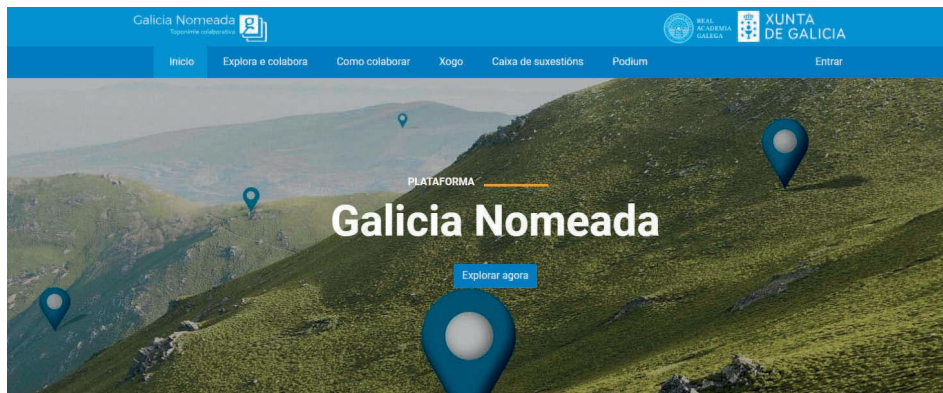 Galicia Nomeada
Toponimia colaborativa
REAL
ACADEMIA
GALEGA
XUNTA
DE GALICIA
Inicio
Explora e colabora
Como colaborar
Xogo
Caixa de suxestións
Podium
Entrar
PLATAFORMA
Galicia Nomeada
Explorar agora